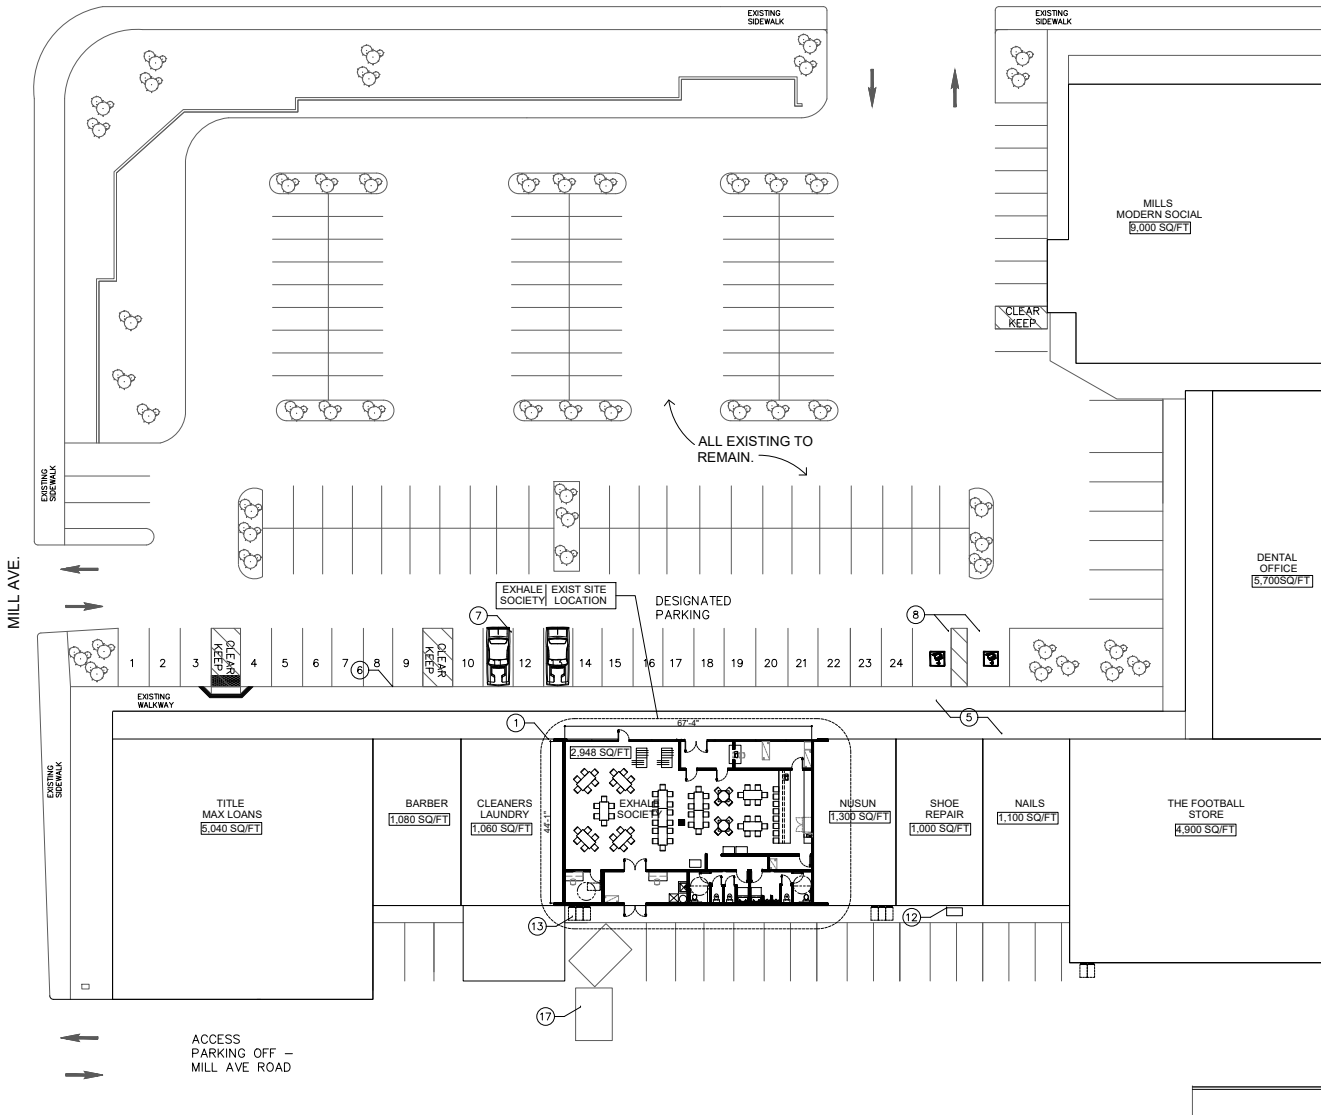 EXISTING
SIDEWALK
EXISTING
SIDEWALK
MILLS
MODERN SOCIAL
9,000 SQ/FT
CLEAR
KEEP
ALL EXISTING TO
REMAIN.
EXISTING
SIDEWALK
MILL AVE.
DENTAL
OFFICE
5,700SQ/FT
EXHALE
SOCIETY
EXIST SITE
LOCATION
DESIGNATED
PARKING
7
8
1 2 3
CLEAR
KEEP
4 5 6 7 8 9
CLEAR
KEEP
10 12 14 15 16 17 18 19 20 21 22 23 24
6
EXISTING
WALKWAY
5
1
67'-4"
2,948 SQ/FT
EXISTING
SIDEWALK
TITLE
MAX LOANS
5,040 SQ/FT
BARBER
1,080 SQ/FT
CLEANERS
LAUNDRY
1,060 SQ/FT
44'-1"
EXHALE
SOCIETY
NUSUN
1,300 SQ/FT
SHOE
REPAIR
1,000 SQ/FT
NAILS
1,100 SQ/FT
THE FOOTBALL
STORE
4,900 SQ/FT
13
12
17
ACCESS
PARKING OFF –
MILL AVE ROAD